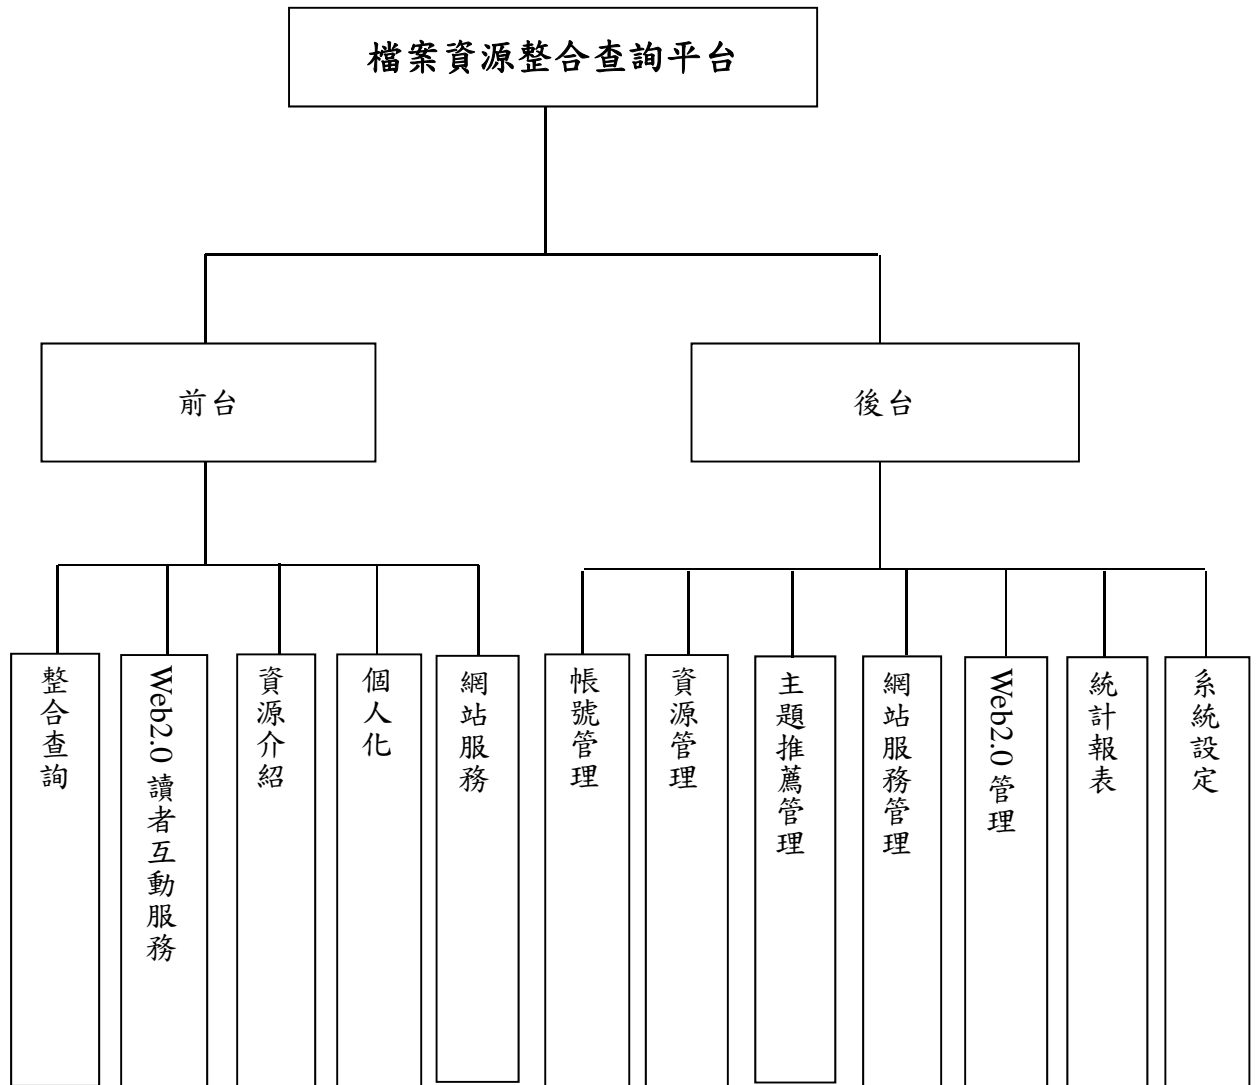 檔案資源整合查詢平台
前台
後台
整合查詢
Web2.0 讀者互動服務
資源介紹
個人化
網站服務
帳號管理
資源管理
主題推薦管理
網站服務管理
Web2.0 管理
統計報表
系統設定